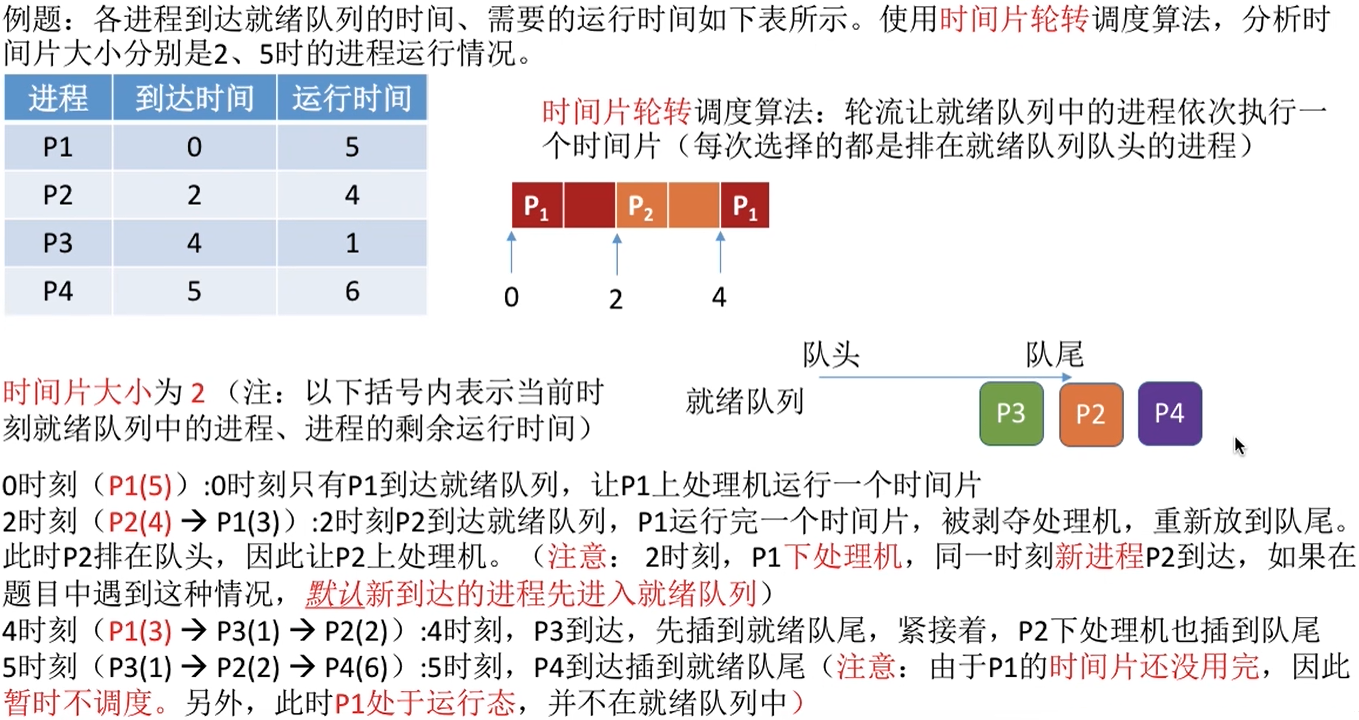 例题：各进程到达就绪队列的时间、需要的运行时间如下表所示。使用时间片轮转调度算法，分析时
间片大小分别是2、5时的进程运行情况。
进程 到达时间 运行时间
P1 0 5
P2 2 4
P3 4 1
P4 5 6
时间片轮转调度算法：轮流让就绪队列中的进程依次执行一
个时间片（每次选择的都是排在就绪队列队头的进程）
P1 P2 P1
0 2 4
队头 队尾
就绪队列 P3 P2 P4
时间片大小为 2 （注：以下括号内表示当前时
刻就绪队列中的进程、进程的剩余运行时间）
0时刻（P1(5)）:0时刻只有P1到达就绪队列，让P1上处理机运行一个时间片
2时刻（P2(4) → P1(3)）:2时刻P2到达就绪队列，P1运行完一个时间片，被剥夺处理机，重新放到队尾。
此时P2排在队头，因此让P2上处理机。（注意： 2时刻，P1下处理机，同一时刻新进程P2到达，如果在
题目中遇到这种情况，默认新到达的进程先进入就绪队列）
4时刻（P1(3) → P3(1) → P2(2)）:4时刻，P3到达，先插到就绪队尾，紧接着，P2下处理机也插到队尾
5时刻（P3(1) → P2(2) → P4(6)）:5时刻，P4到达插到就绪队尾（注意：由于P1的时间片还没用完，因此
暂时不调度。另外，此时P1处于运行态，并不在就绪队列中）